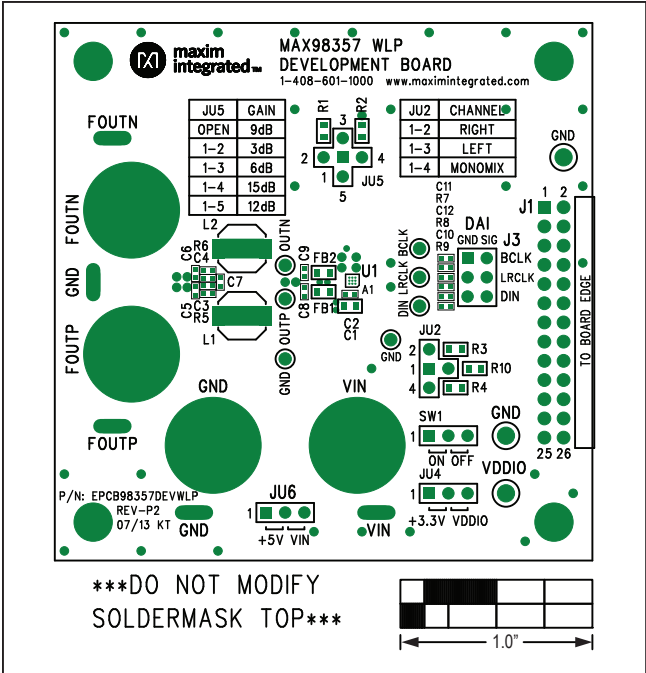 maxim
integrated™
MAX98357 WLP
DEVELOPMENT BOARD
1-408-601-1000 www.maximintegrated.com
JU5 GAIN
OPEN 9dB
1-2 3dB
1-3 6dB
1-4 15dB
1-5 12dB
R1
R2
3
2
4
1
5
JU5
JU2 CHANNEL
1-2 RIGHT
1-3 LEFT
1-4 MONOMIX
FOUTN
FOUTN
GND
FOUTP
FOUTP
GND
L2
R6
C6
C4
C7
C5
C3
R5
L1
OUTN
OUTP
GND
C9
C8
FB2
FB1
U1
A1
C2
C1
BCLK
LRCLK
DIN
GND
C11
R7
C12
R8
C10
R9
DAI
GND SIG
J3
BCLK
LRCLK
DIN
J1
1 2
25 26
TO BOARD EDGE
JU2
2
1
4
R3
R10
R4
GND
VIN
SW1
1
ON OFF
GND
JU4
1
+3.3V VDDIO
VDDIO
P/N: EPCB98357DEVWLP
REV-P2
07/13 KT
GND
JU6
1
+5V VIN
VIN
***DO NOT MODIFY
SOLDERMASK TOP***
1.0"